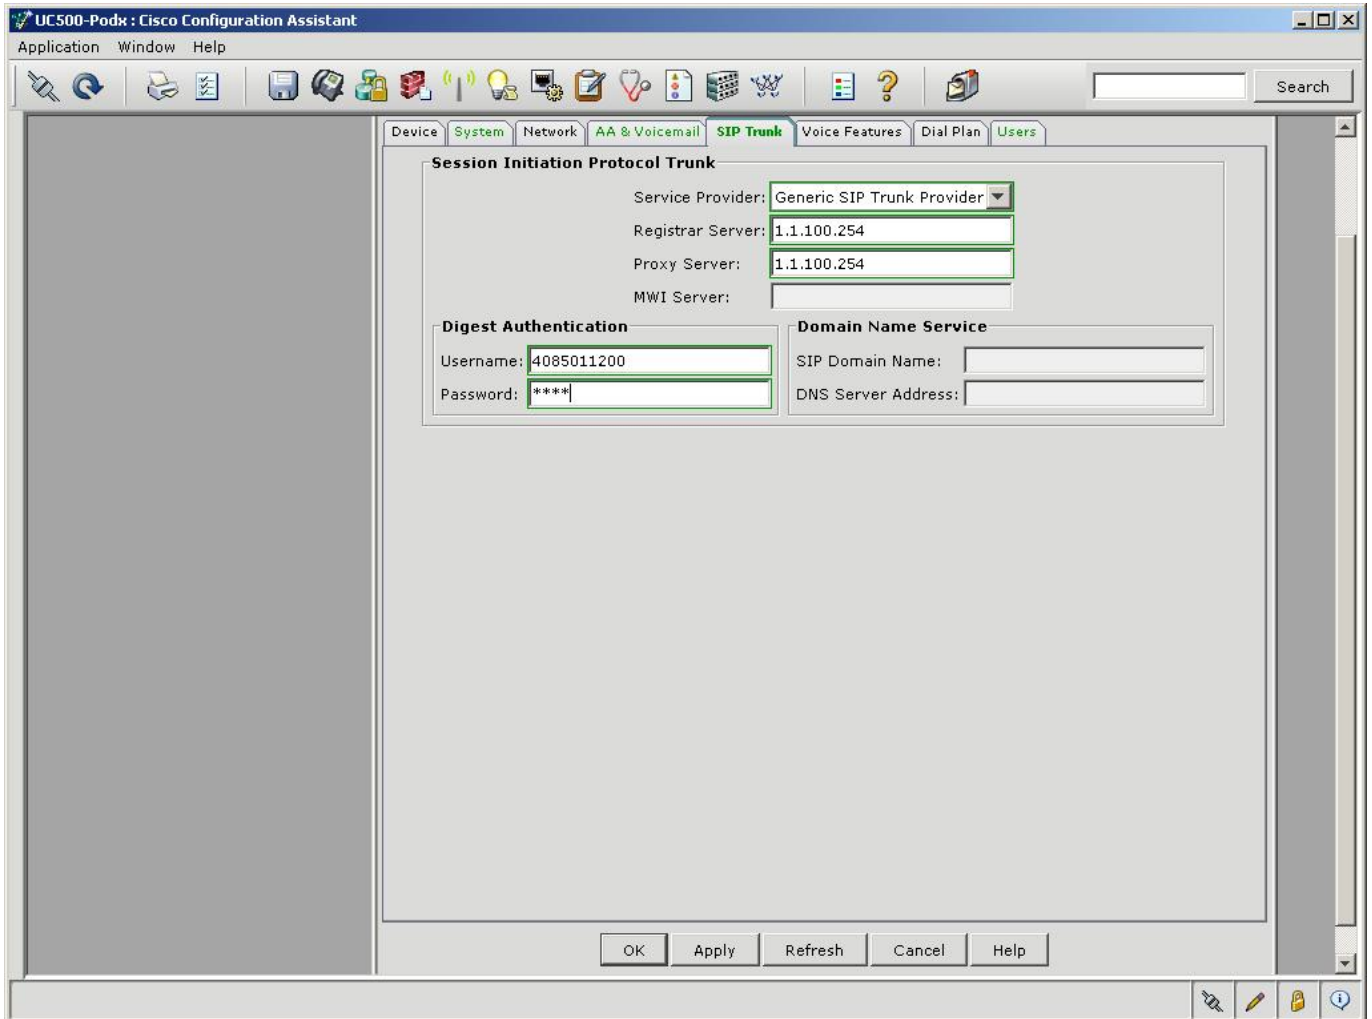 UC500-Podx : Cisco Configuration Assistant
Application Window Help
Search
Device System Network AA & Voicemail SIP Trunk Voice Features Dial Plan Users
Session Initiation Protocol Trunk
Service Provider: Generic SIP Trunk Provider
Registrar Server: 1.1.100.254
Proxy Server: 1.1.100.254
MWI Server:
Digest Authentication Domain Name Service
Username: 4085011200 SIP Domain Name:
Password: **** DNS Server Address:
OK Apply Refresh Cancel Help